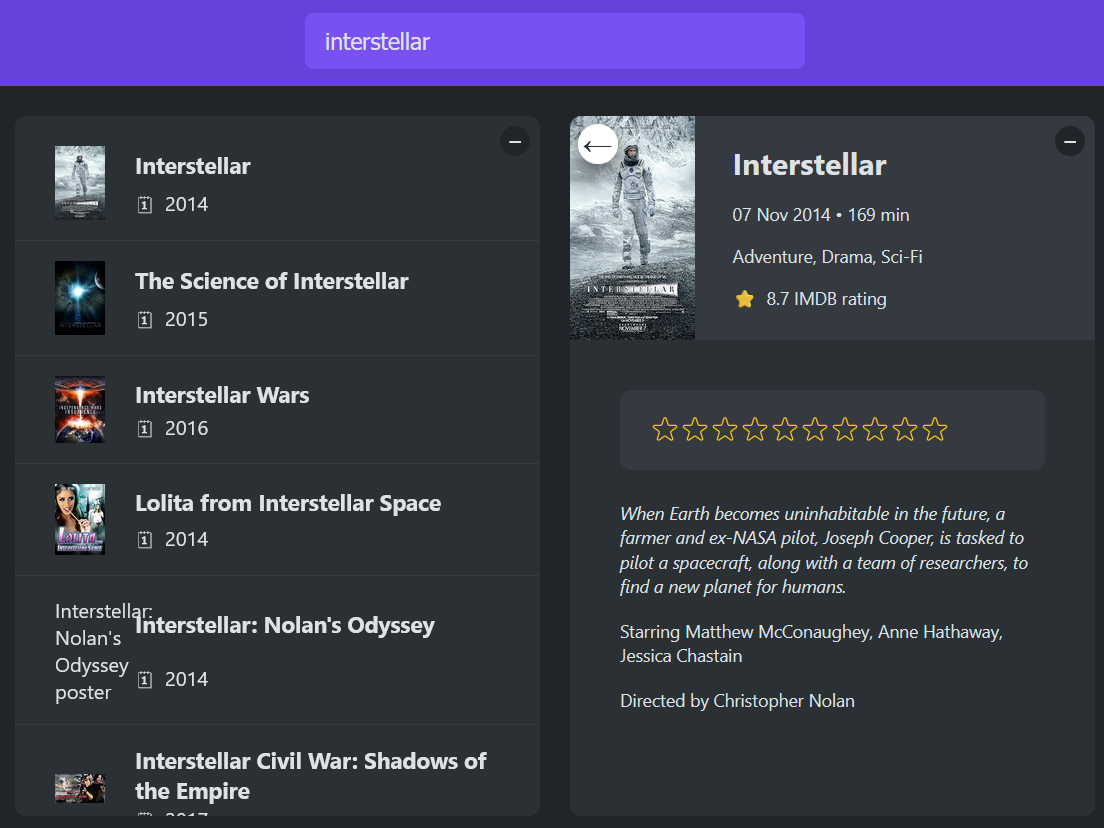 interstellar
Interstellar
2014
The Science of Interstellar
2015
Interstellar Wars
2016
Lolita from Interstellar Space
2014
Interstellar:
Nolan's
Odyssey
poster
Interstellar: Nolan's Odyssey
2014
Interstellar Civil War: Shadows of
the Empire
2017
INTERSTELLAR
Interstellar
07 Nov 2014 • 169 min
Adventure, Drama, Sci-Fi
8.7 IMDB rating
When Earth becomes uninhabitable in the future, a
farmer and ex-NASA pilot, Joseph Cooper, is tasked to
pilot a spacecraft, along with a team of researchers, to
find a new planet for humans.
Starring Matthew McConaughey, Anne Hathaway,
Jessica Chastain
Directed by Christopher Nolan